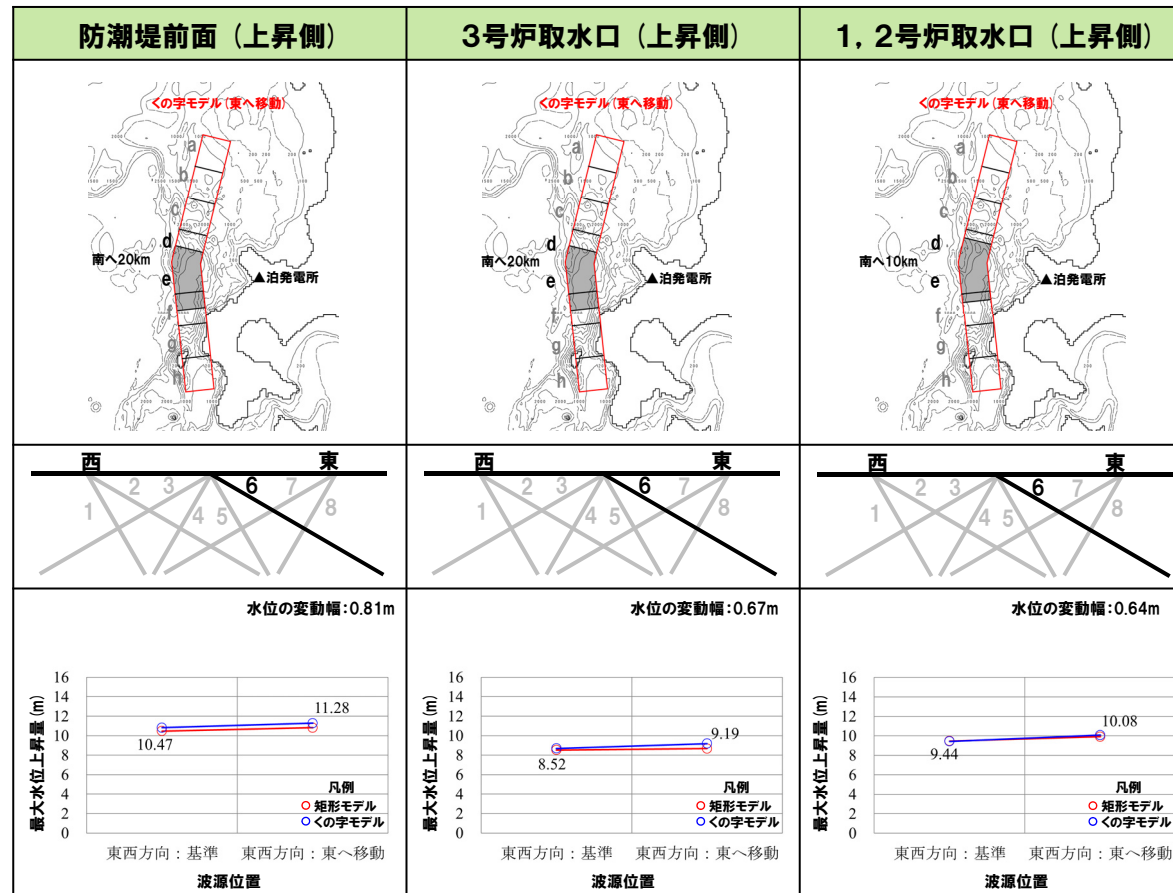 防潮堤前面（上昇側）
3号炉取水口（上昇側）
1，2号炉取水口（上昇側）
くの字モデル(東へ移動)
a
b
c
d
南へ20km
e
▲泊発電所
f
g
h
くの字モデル(東へ移動)
a
b
c
d
南へ20km
e
▲泊発電所
f
g
h
くの字モデル(東へ移動)
a
b
c
d
南へ10km
e
▲泊発電所
f
g
h
西 東
1 2 3 4 5 6 7 8
西 東
1 2 3 4 5 6 7 8
西 東
1 2 3 4 5 6 7 8
水位の変動幅：0.81m
最大水位上昇量(m)
16
14
12
10
8
6
4
2
0
10.47
11.28
凡例
矩形モデル
くの字モデル
東西方向：基準 東西方向：東へ移動
波源位置
水位の変動幅：0.67m
最大水位上昇量(m)
16
14
12
10
8
6
4
2
0
8.52
9.19
凡例
矩形モデル
くの字モデル
東西方向：基準 東西方向：東へ移動
波源位置
水位の変動幅：0.64m
最大水位上昇量(m)
16
14
12
10
8
6
4
2
0
9.44
10.08
凡例
矩形モデル
くの字モデル
東西方向：基準 東西方向：東へ移動
波源位置